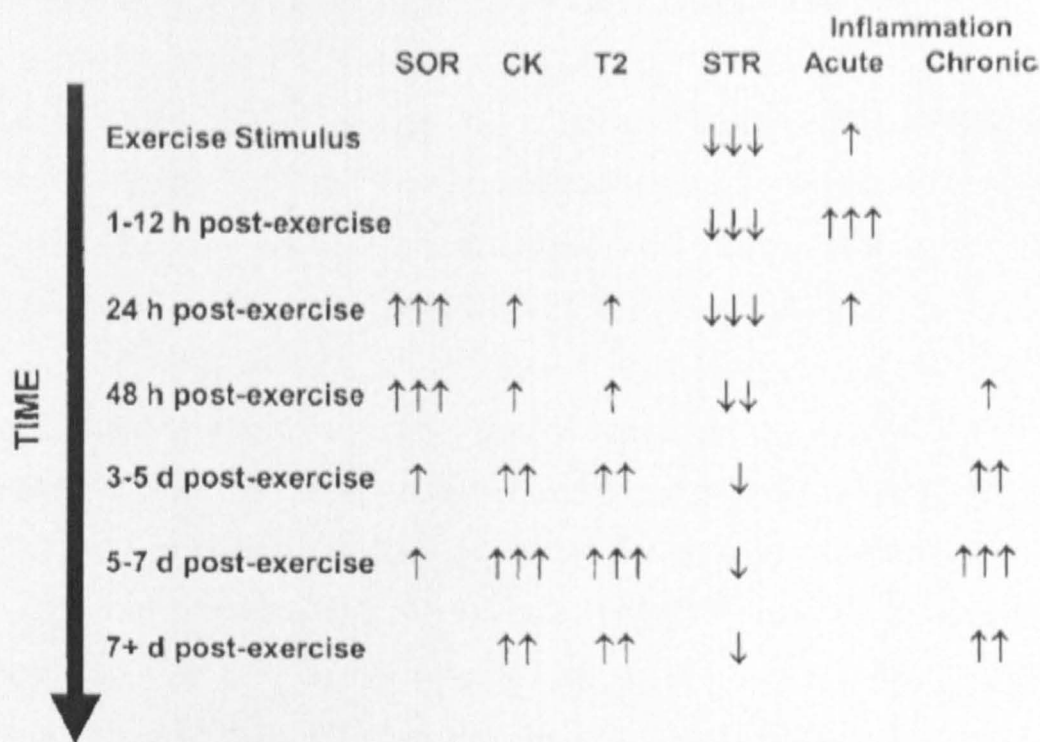 Inflammation
SOR CK T2 STR Acute Chronic
Exercise Stimulus ↓↓↓ ↑
1-12 h post-exercise ↓↓↓ ↑↑↑
24 h post-exercise ↑↑↑ ↑ ↑ ↓↓↓ ↑
48 h post-exercise ↑↑↑ ↑ ↑ ↓↓ ↑
3-5 d post-exercise ↑ ↑↑ ↑↑ ↓ ↑↑
5-7 d post-exercise ↑ ↑↑↑ ↑↑↑ ↓ ↑↑↑
7+ d post-exercise ↑↑ ↑↑ ↓ ↑↑
TIME